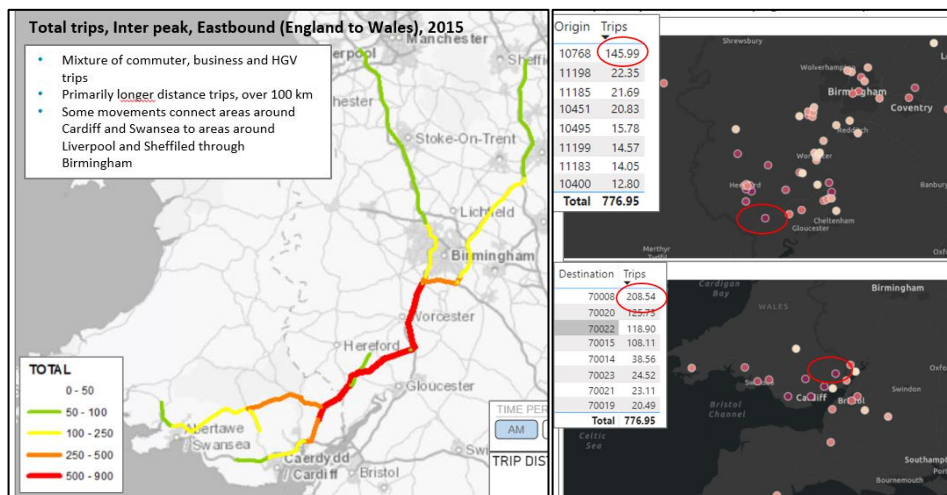 Total trips, Inter peak, Eastbound (England to Wales), 2015
• Mixture of commuter, business and HGV
trips
• Primarily longer distance trips, over 100 km
• Some movements connect areas around
Cardiff and Swansea to areas around
Liverpool and Sheffiled through
Birmingham
Manchester
Stoke-On-Trent
Lichfield
Birmingham
Worcester
Hereford
Gloucester
Abertawe
Swansea
Caerdydd
Cardiff
Bristol
TOTAL
0 - 50
50 - 100
100 - 250
250 - 500
500 - 900
TIME PER
AM
TRIP DIS
Origin Trips
10768 145.99
11198 22.35
11185 21.69
10451 20.83
10495 15.78
11199 14.57
11183 14.05
10400 12.80
Total 776.95
Shrewsbury
Wolverhampton
Birmingham
Coventry
Redditch
Banbury
Cheltenham
Gloucester
Merthyr
Oxf
Destination Trips
70008 208.54
70020 125.73
70022 118.90
70015 108.11
70014 38.56
70023 24.52
70021 23.11
70019 20.49
Total 776.95
Cardigan
Bay
WALES
Birmingham
Oxfo
Swindon
Cardiff
Bristol
Bristol
Channel
Celtic
Sea
Southampto
Bournemouth